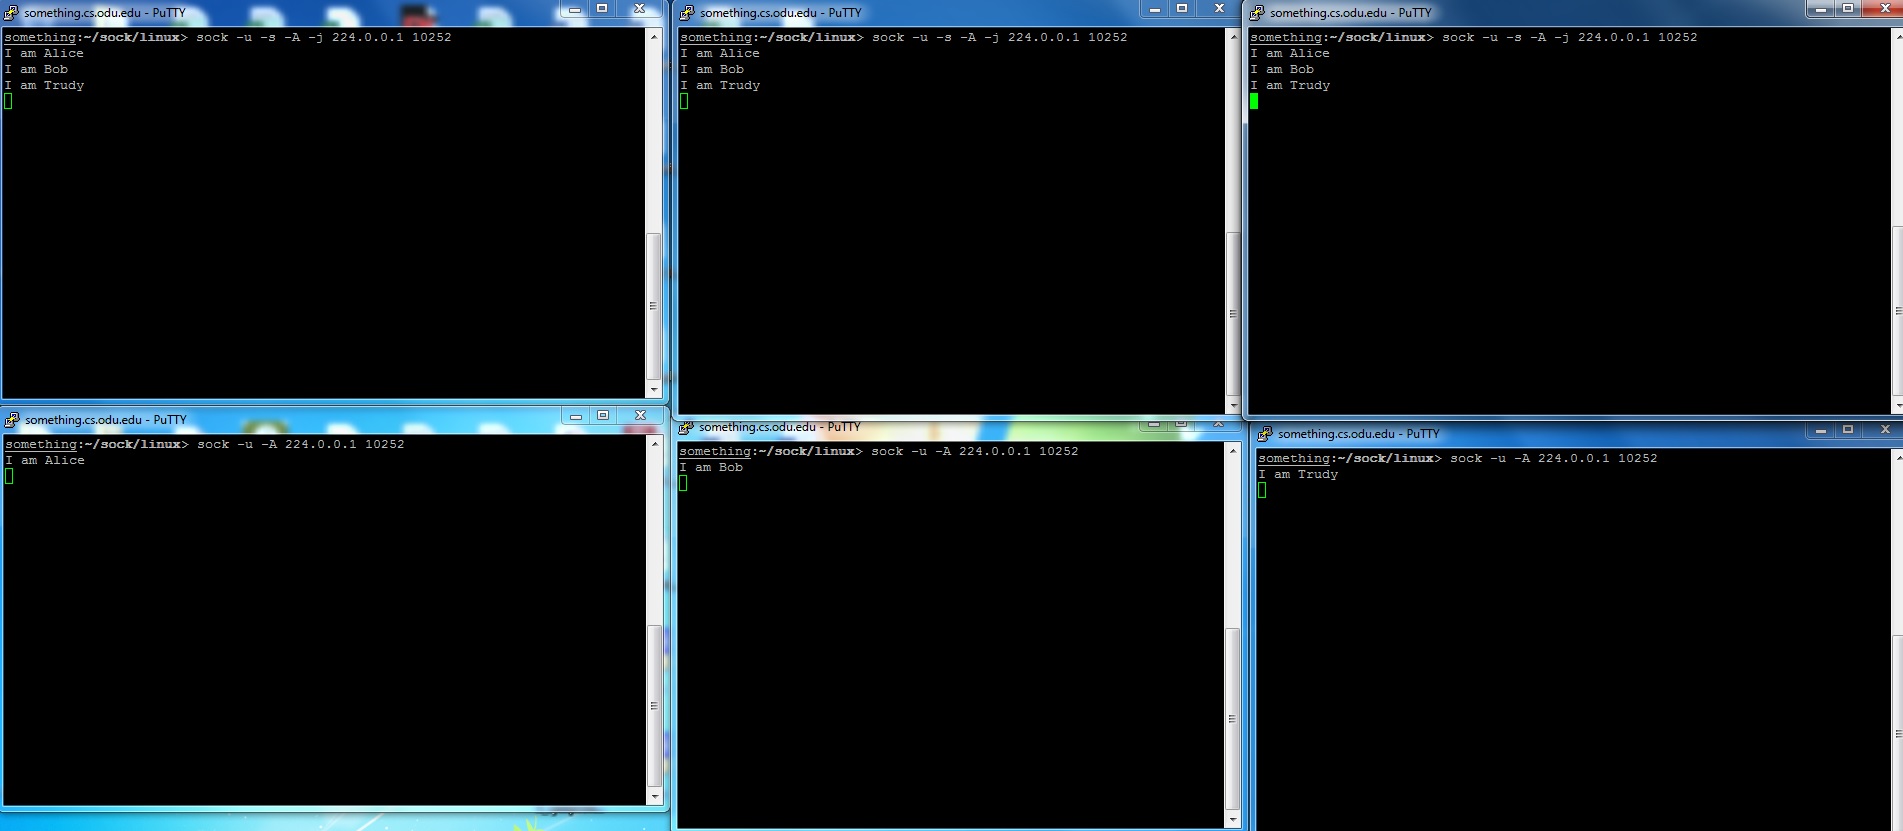 something.cs.odu.edu - PuTTY
something:~/sock/linux> sock -u -s -A -j 224.0.0.1 10252
I am Alice
I am Bob
I am Trudy
something.cs.odu.edu - PuTTY
something:~/sock/linux> sock -u -s -A -j 224.0.0.1 10252
I am Alice
I am Bob
I am Trudy
something.cs.odu.edu - PuTTY
something:~/sock/linux> sock -u -s -A -j 224.0.0.1 10252
I am Alice
I am Bob
I am Trudy
something.cs.odu.edu - PuTTY
something:~/sock/linux> sock -u -A 224.0.0.1 10252
I am Alice
something.cs.odu.edu - PuTTY
something:~/sock/linux> sock -u -A 224.0.0.1 10252
I am Bob
something.cs.odu.edu - PuTTY
something:~/sock/linux> sock -u -A 224.0.0.1 10252
I am Trudy